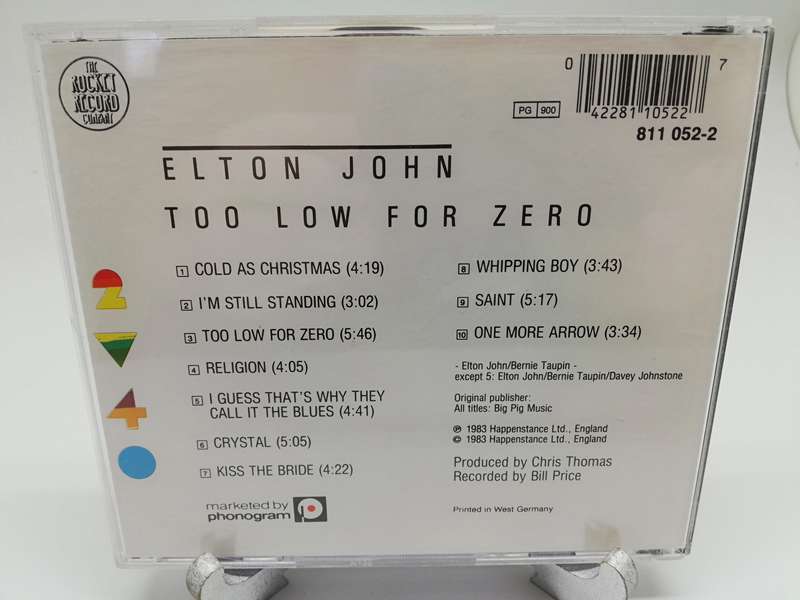 THE
ROCKET
RECORD
COMPANY
0 42281 10522 7
PG 900
811 052-2
ELTON JOHN
TOO LOW FOR ZERO
1 COLD AS CHRISTMAS (4:19)
2 I'M STILL STANDING (3:02)
3 TOO LOW FOR ZERO (5:46)
4 RELIGION (4:05)
5 I GUESS THAT'S WHY THEY
CALL IT THE BLUES (4:41)
6 CRYSTAL (5:05)
7 KISS THE BRIDE (4:22)
8 WHIPPING BOY (3:43)
9 SAINT (5:17)
10 ONE MORE ARROW (3:34)
- Elton John/Bernie Taupin -
except 5: Elton John/Bernie Taupin/Davey Johnstone
Original publisher:
All titles: Big Pig Music
℗ 1983 Happenstance Ltd., England
© 1983 Happenstance Ltd., England
Produced by Chris Thomas
Recorded by Bill Price
marketed by
phonogram
Printed in West Germany
2
4